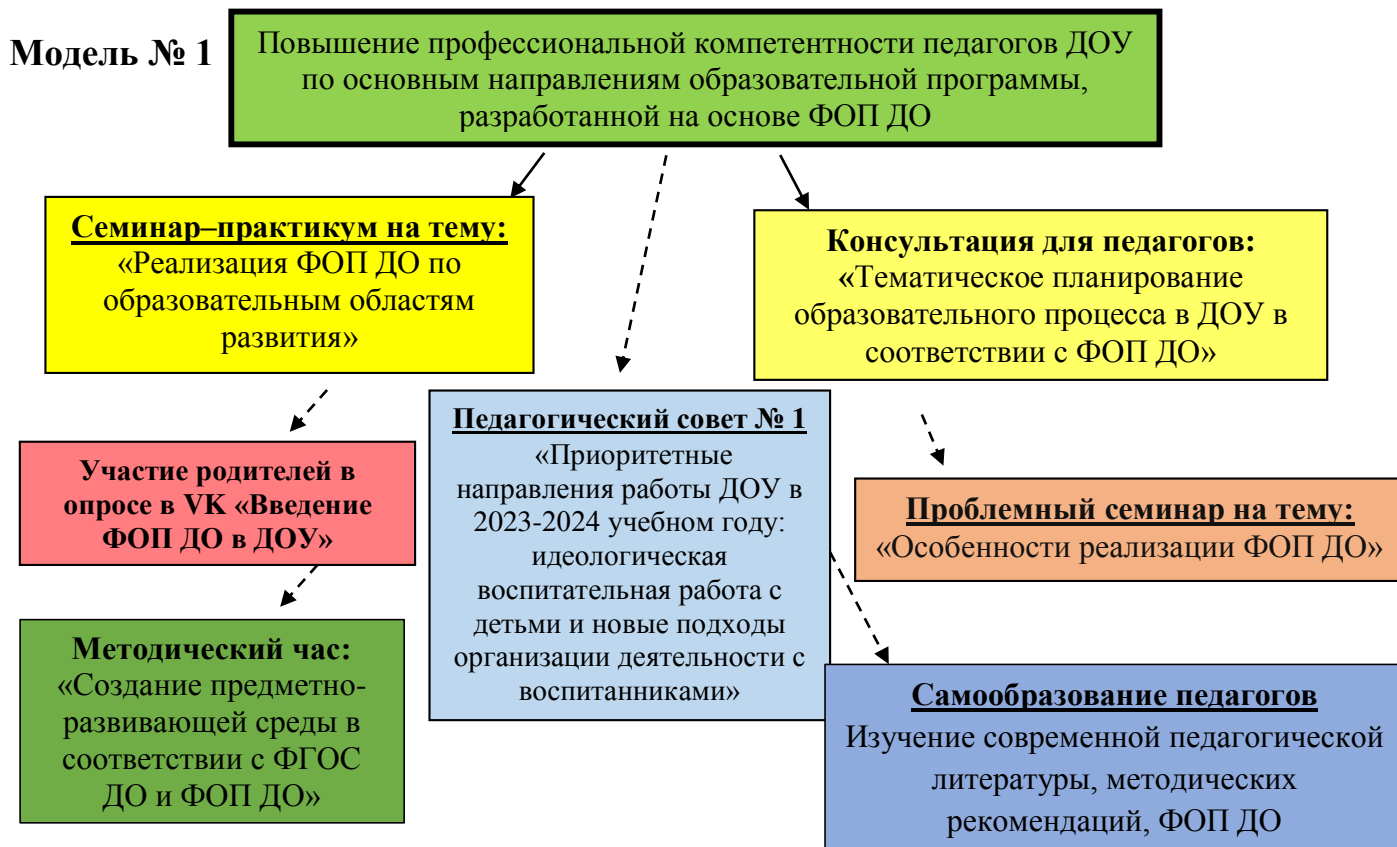 Модель № 1
Повышение профессиональной компетентности педагогов ДОУ
по основным направлениям образовательной программы,
разработанной на основе ФОП ДО
Семинар–практикум на тему:
«Реализация ФОП ДО по
образовательным областям
развития»
Консультация для педагогов:
«Тематическое планирование
образовательного процесса в ДОУ в
соответствии с ФОП ДО»
Участие родителей в
опросе в VK «Введение
ФОП ДО в ДОУ»
Педагогический совет № 1
«Приоритетные
направления работы ДОУ в
2023-2024 учебном году:
идеологическая
воспитательная работа с
детьми и новые подходы
организации деятельности с
воспитанниками»
Проблемный семинар на тему:
«Особенности реализации ФОП ДО»
Методический час:
«Создание предметно-
развивающей среды в
соответствии с ФГОС
ДО и ФОП ДО»
Самообразование педагогов
Изучение современной педагогической
литературы, методических
рекомендаций, ФОП ДО